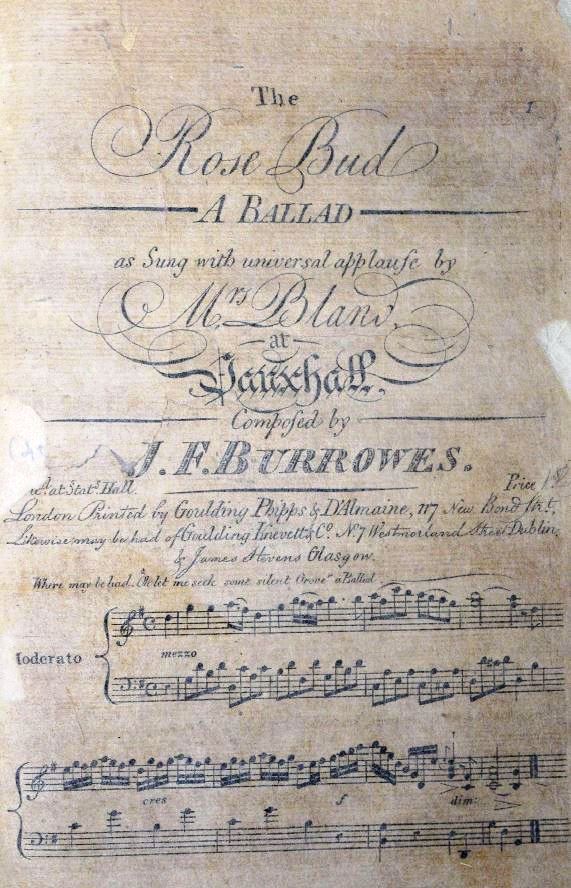 The
1
Rose Bud
A BALLAD
as Sung with universal applause by
Mrs. Bland.
at
Vauxhall.
Composed by
J. F. BURROWES.
at Statrs. Hall.
Price
London Printed by Goulding Phipps & D'Almaine, 117 New Bond Strt.
Likewise may be had of Goulding Knevett & Co. No. 7 Westmorland Street Dublin,
& James Stevens Glasgow.
Where may be had. "Oh let me seek some silent Grove" a Ballad
Moderato
mezzo
cres
f
dim: